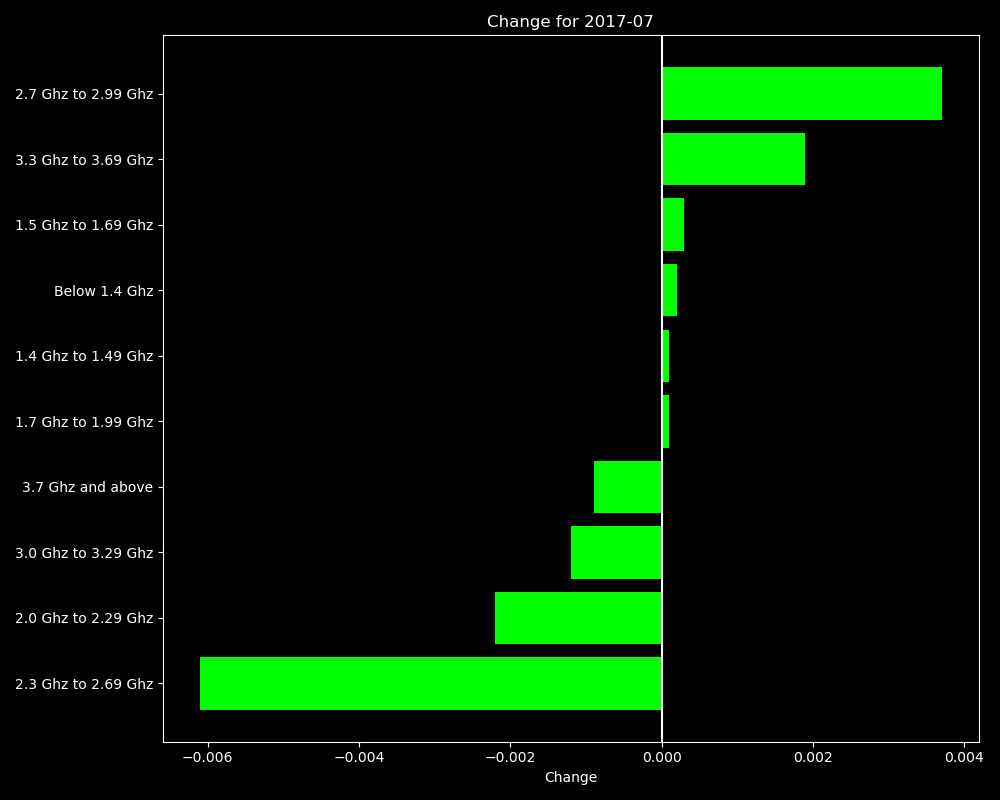 Change for 2017-07
2.7 Ghz to 2.99 Ghz
3.3 Ghz to 3.69 Ghz
1.5 Ghz to 1.69 Ghz
Below 1.4 Ghz
1.4 Ghz to 1.49 Ghz
1.7 Ghz to 1.99 Ghz
3.7 Ghz and above
3.0 Ghz to 3.29 Ghz
2.0 Ghz to 2.29 Ghz
2.3 Ghz to 2.69 Ghz
−0.006 −0.004 −0.002 0.000 0.002 0.004
Change